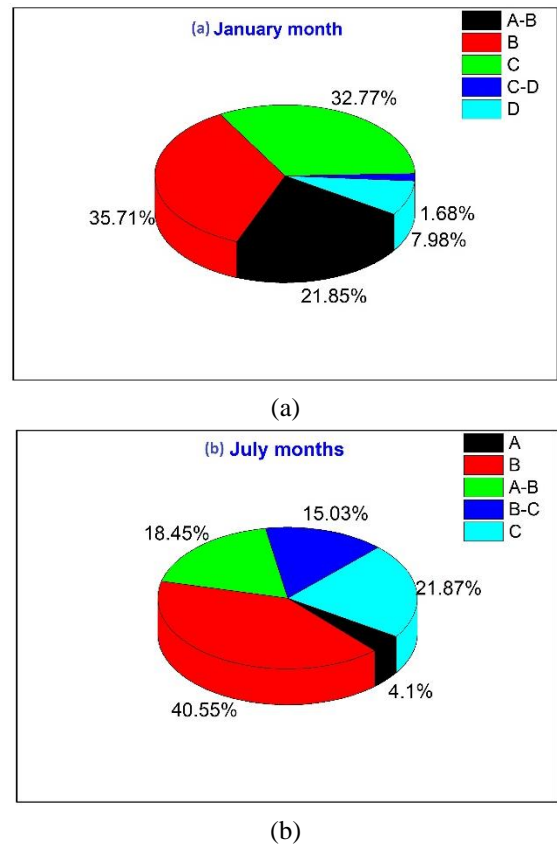 (a) January month
A-B
B
C
C-D
D
32.77%
35.71%
1.68%
7.98%
21.85%
(a)
(b) July months
A
B
A-B
B-C
C
15.03%
18.45%
21.87%
4.1%
40.55%
(b)